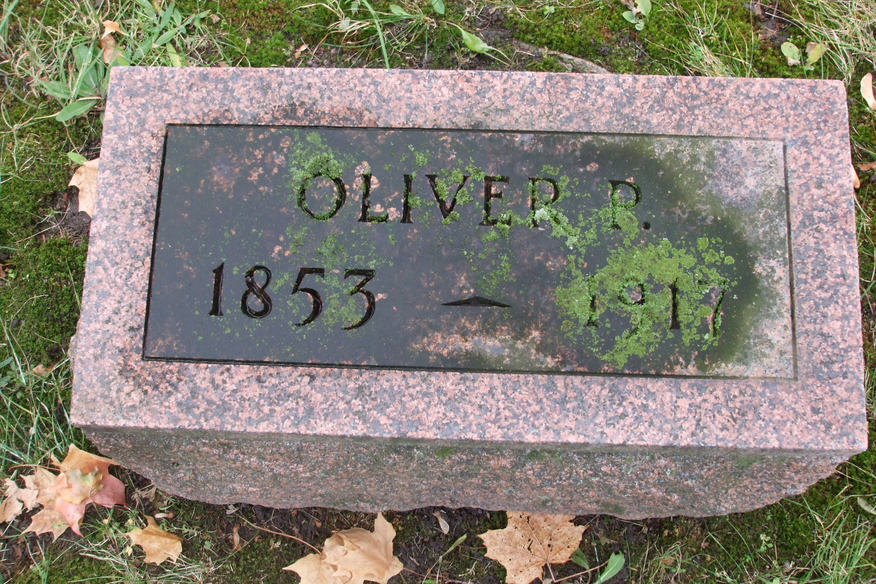 OLIVER P.
1853 — 1917